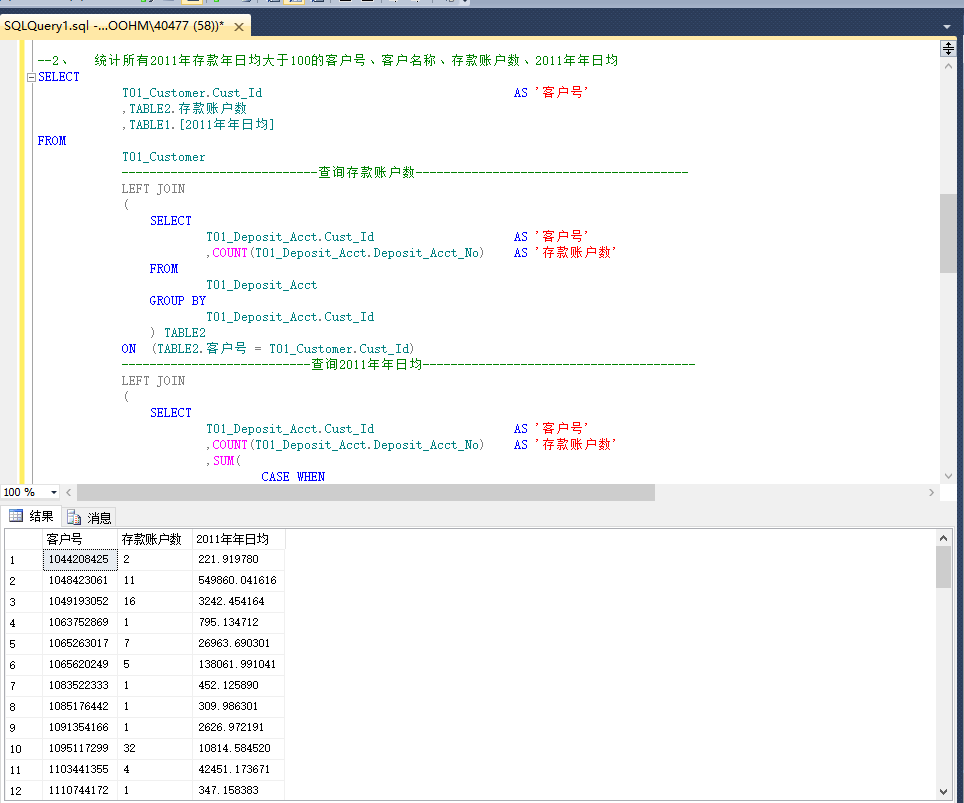 SQLQuery1.sql -...OOHM\40477 (58))*
--2、 统计所有2011年存款年日均大于100的客户号、客户名称、存款账户数、2011年年日均
SELECT
T01_Customer.Cust_Id AS '客户号'
,TABLE2.存款账户数
,TABLE1.[2011年年日均]
FROM
T01_Customer
----------------------------查询存款账户数---------------------------------------
LEFT JOIN
(
SELECT
T01_Deposit_Acct.Cust_Id AS '客户号'
,COUNT(T01_Deposit_Acct.Deposit_Acct_No) AS '存款账户数'
FROM
T01_Deposit_Acct
GROUP BY
T01_Deposit_Acct.Cust_Id
) TABLE2
ON (TABLE2.客户号 = T01_Customer.Cust_Id)
---------------------------查询2011年年日均---------------------------------------
LEFT JOIN
(
SELECT
T01_Deposit_Acct.Cust_Id AS '客户号'
,COUNT(T01_Deposit_Acct.Deposit_Acct_No) AS '存款账户数'
,SUM(
CASE WHEN
100 %
结果 消息
客户号 存款账户数 2011年年日均
1 1044208425 2 221.919780
2 1048423061 11 549860.041616
3 1049193052 16 3242.454164
4 1063752869 1 795.134712
5 1065263017 7 26963.690301
6 1065620249 5 138061.991041
7 1083522333 1 452.125890
8 1085176442 1 309.986301
9 1091354166 1 2626.972191
10 1095117299 32 10814.584520
11 1103441355 4 42451.173671
12 1110744172 1 347.158383